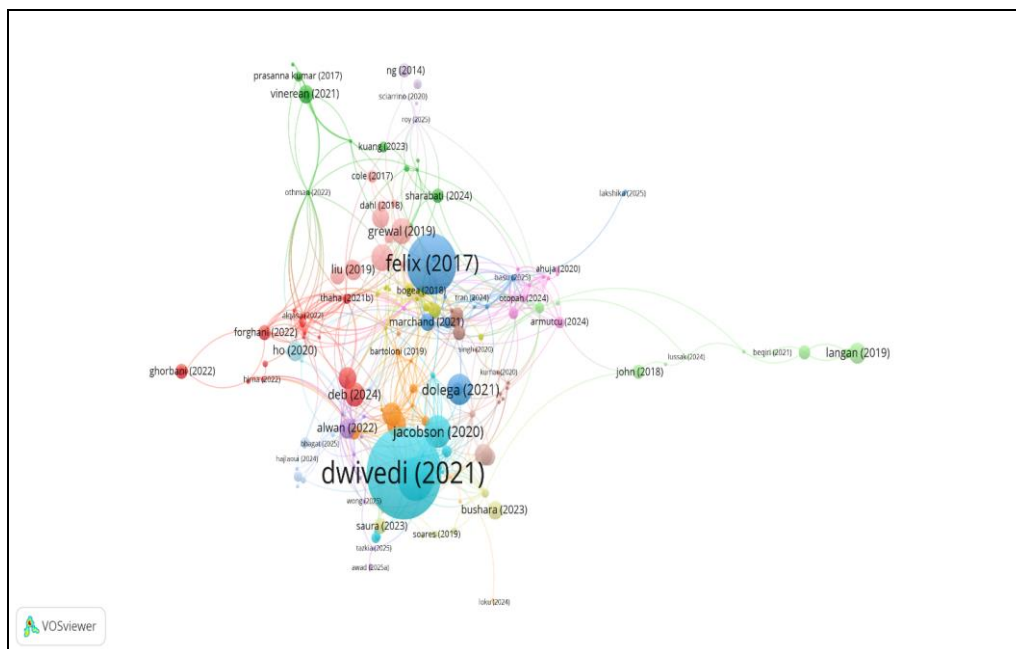 ng (2014)
prasanna kumar (2017)
vinerean (2021)
sciarrino (2020)
roy (2025)
kuang (2023)
cole (2017)
othman (2022)
lakshika (2025)
sharabati (2024)
dahl (2018)
grewal (2019)
felix (2017)
liu (2019)
ahuja (2020)
basu (2025)
bogea (2018)
thaha (2021b)
tran (2024)
otopah (2024)
marchand (2021)
armutcu (2024)
forghani (2022)
ho (2020)
bartoloni (2019)
singh (2020)
beqiri (2021)
langan (2019)
lussak (2024)
ghorbani (2022)
john (2018)
deb (2024)
dolega (2021)
alwan (2022)
jacobson (2020)
bhagat (2025)
hajlaoui (2024)
dwivedi (2021)
wong (2025)
bushara (2023)
saura (2023)
soares (2019)
tazkia (2025)
awad (2025a)
loku (2024)
VOSviewer